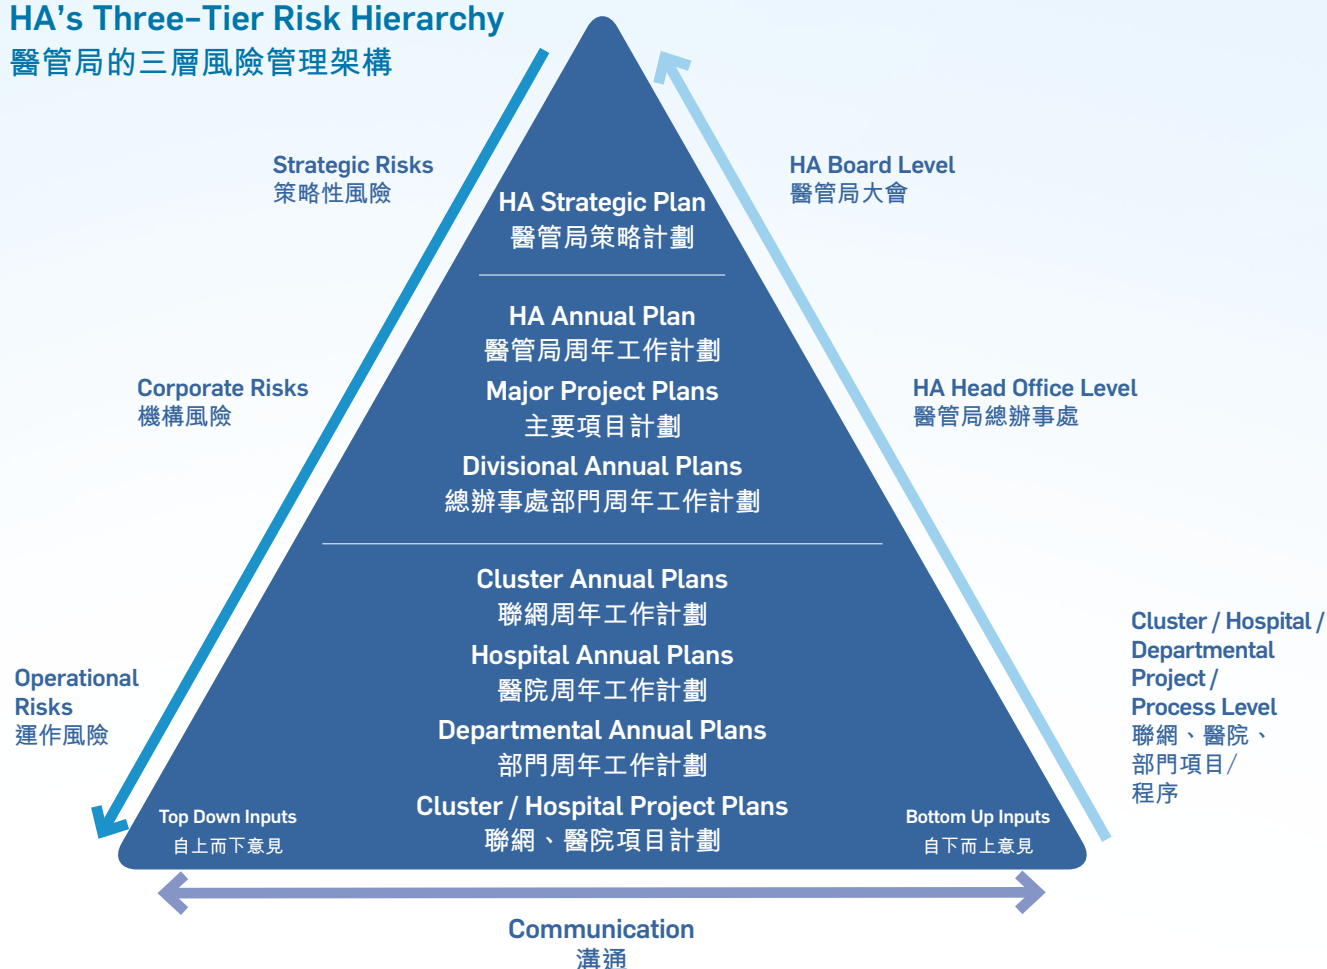 HA's Three-Tier Risk Hierarchy
醫管局的三層風險管理架構
Strategic Risks
策略性風險
HA Board Level
醫管局大會
HA Strategic Plan
醫管局策略計劃
HA Annual Plan
醫管局周年工作計劃
Major Project Plans
主要項目計劃
Divisional Annual Plans
總辦事處部門周年工作計劃
Corporate Risks
機構風險
HA Head Office Level
醫管局總辦事處
Cluster Annual Plans
聯網周年工作計劃
Hospital Annual Plans
醫院周年工作計劃
Departmental Annual Plans
部門周年工作計劃
Cluster / Hospital Project Plans
聯網、醫院項目計劃
Operational
Risks
運作風險
Cluster / Hospital /
Departmental
Project /
Process Level
聯網、醫院、
部門項目/
程序
Top Down Inputs
自上而下意見
Bottom Up Inputs
自下而上意見
Communication
溝通